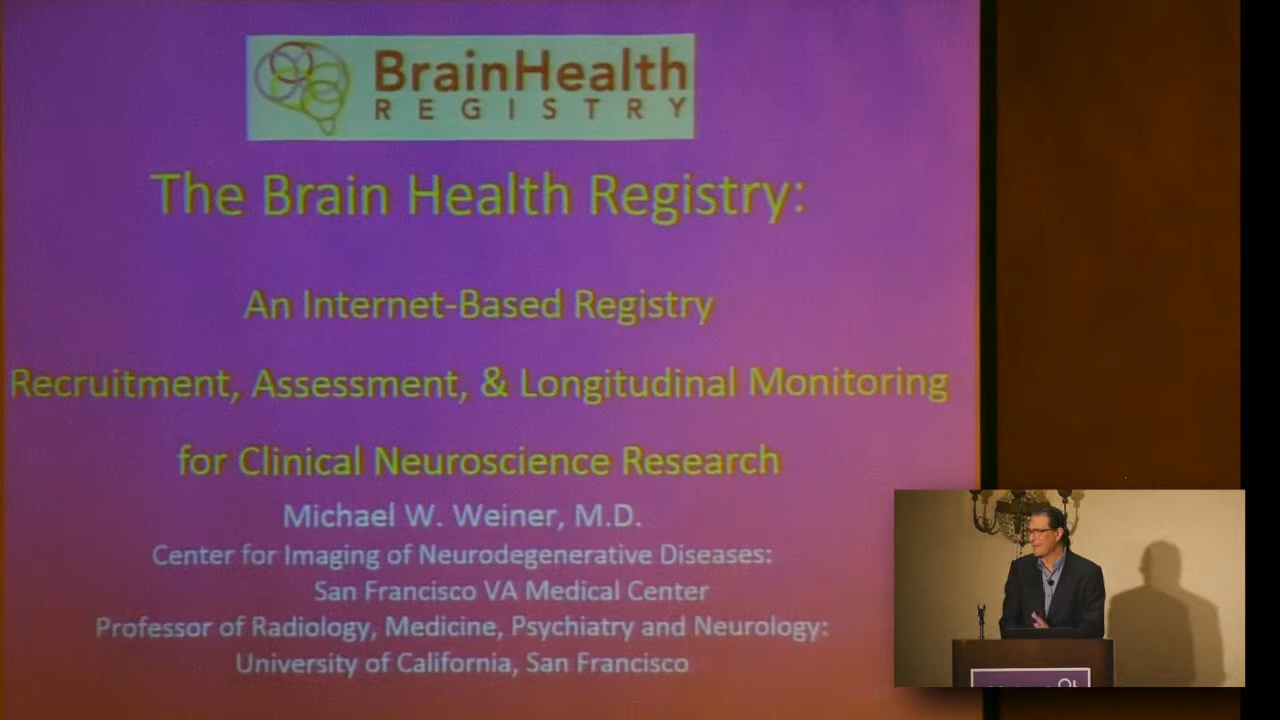 BrainHealth
REGISTRY
The Brain Health Registry:
An Internet-Based Registry
Recruitment, Assessment, & Longitudinal Monitoring
for Clinical Neuroscience Research
Michael W. Weiner, M.D.
Center for Imaging of Neurodegenerative Diseases:
San Francisco VA Medical Center
Professor of Radiology, Medicine, Psychiatry and Neurology:
University of California, San Francisco